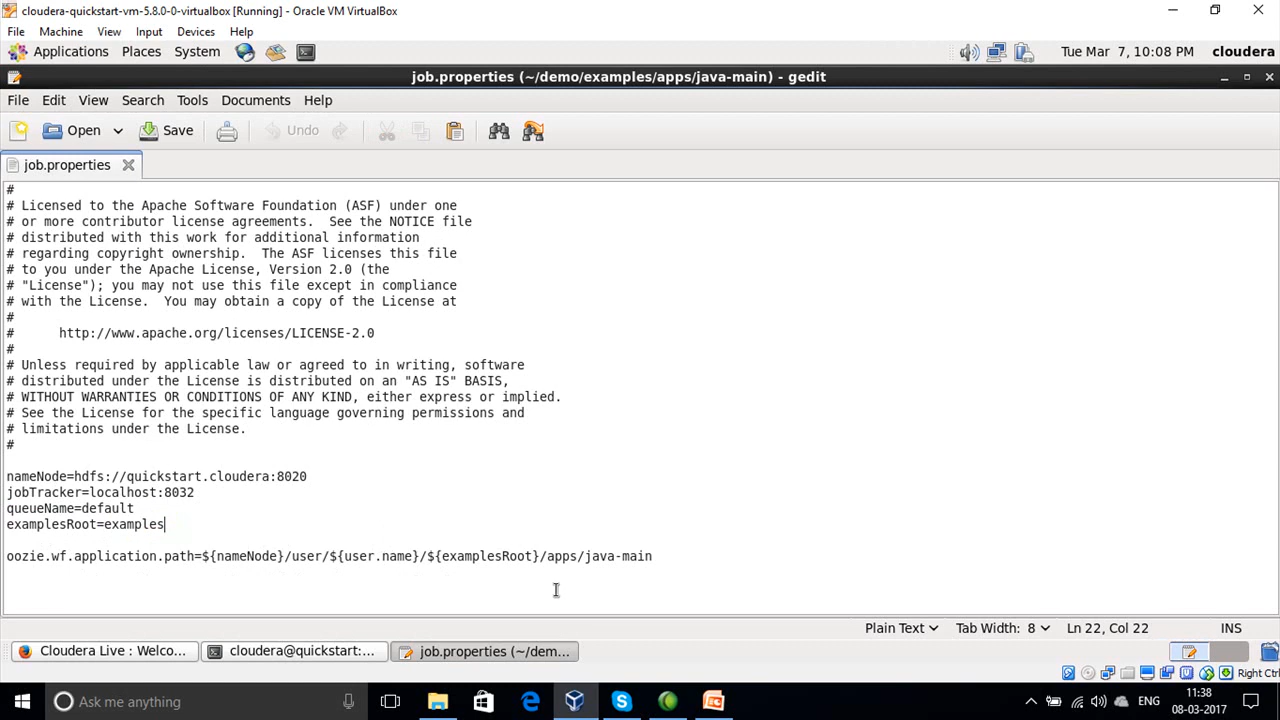 cloudera-quickstart-vm-5.8.0-0-virtualbox [Running] - Oracle VM VirtualBox
File Machine View Input Devices Help
Applications Places System Tue Mar 7, 10:08 PM cloudera
job.properties (~/demo/examples/apps/java-main) - gedit
File Edit View Search Tools Documents Help
Open Save Undo
job.properties
#
# Licensed to the Apache Software Foundation (ASF) under one
# or more contributor license agreements.  See the NOTICE file
# distributed with this work for additional information
# regarding copyright ownership.  The ASF licenses this file
# to you under the Apache License, Version 2.0 (the
# "License"); you may not use this file except in compliance
# with the License.  You may obtain a copy of the License at
#
#      http://www.apache.org/licenses/LICENSE-2.0
#
# Unless required by applicable law or agreed to in writing, software
# distributed under the License is distributed on an "AS IS" BASIS,
# WITHOUT WARRANTIES OR CONDITIONS OF ANY KIND, either express or implied.
# See the License for the specific language governing permissions and
# limitations under the License.
#
nameNode=hdfs://quickstart.cloudera:8020
jobTracker=localhost:8032
queueName=default
examplesRoot=examples
oozie.wf.application.path=${nameNode}/user/${user.name}/${examplesRoot}/apps/java-main
Plain Text Tab Width: 8 Ln 22, Col 22 INS
Cloudera Live : Welco... cloudera@quickstart:... job.properties (~/dem...
Right Ctrl
Ask me anything ENG 11:38
08-03-2017